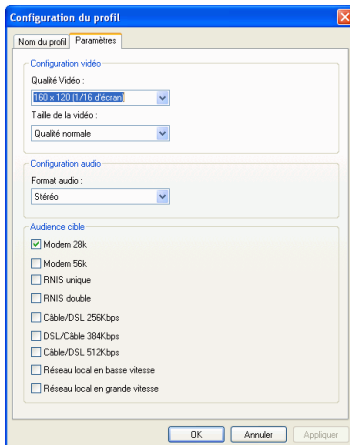 Configuration du profil
Nom du profil Paramètres
Configuration vidéo
Qualité Vidéo :
160 x 120 (1/16 d'écran)
Taille de la vidéo :
Qualité normale
Configuration audio
Format audio :
Stéréo
Audience cible
Modem 28k
Modem 56k
RNIS unique
RNIS double
Câble/DSL 256Kbps
DSL/Câble 384Kbps
Câble/DSL 512Kbps
Réseau local en basse vitesse
Réseau local en grande vitesse
OK Annuler Appliquer